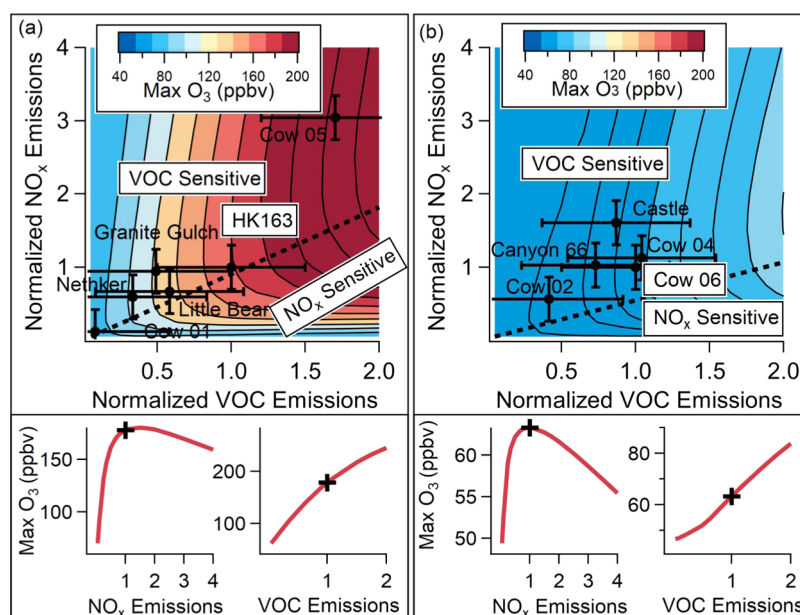 (a)
40 80 120 160 200
Max O₃ (ppbv)
Normalized NOₓ Emissions
4
3
2
1
Cow 05
VOC Sensitive
HK163
Granite Gulch
Nethker
Little Bear
NOₓ Sensitive
Cow 01
0.5 1.0 1.5 2.0
Normalized VOC Emissions
(b)
40 80 120 160 200
Max O₃ (ppbv)
Normalized NOₓ Emissions
4
3
2
1
VOC Sensitive
Castle
Canyon 66
Cow 04
Cow 06
Cow 02
NOₓ Sensitive
0.5 1.0 1.5 2.0
Normalized VOC Emissions
Max O₃ (ppbv)
150
100
1 2 3 4
NOₓ Emissions
200
100
1 2
VOC Emissions
Max O₃ (ppbv)
60
55
50
1 2 3 4
NOₓ Emissions
80
60
1 2
VOC Emissions